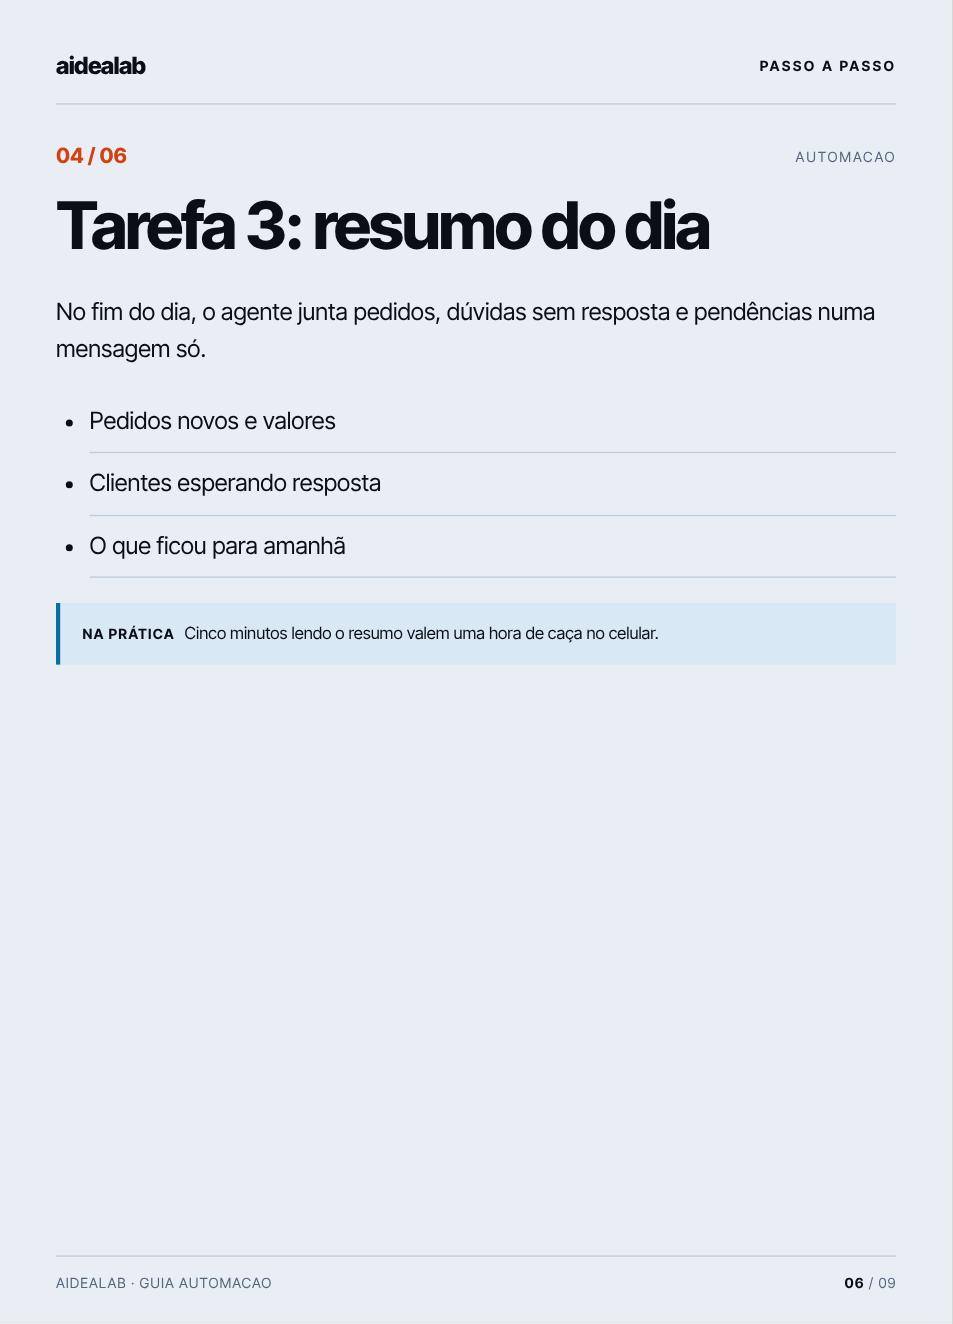 aidealab
PASSO A PASSO
04 / 06
AUTOMACAO
Tarefa 3: resumo do dia
No fim do dia, o agente junta pedidos, dúvidas sem resposta e pendências numa
mensagem só.
• Pedidos novos e valores
• Clientes esperando resposta
• O que ficou para amanhã
NA PRÁTICA Cinco minutos lendo o resumo valem uma hora de caça no celular.
AIDEALAB · GUIA AUTOMACAO
06 / 09